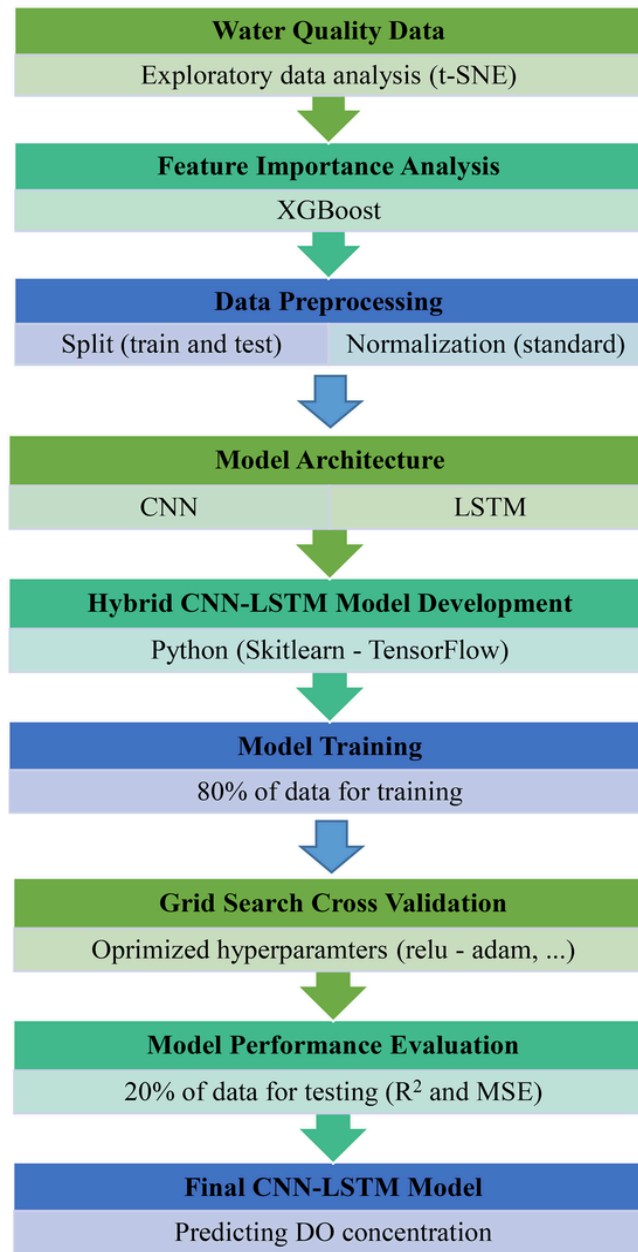 Water Quality Data
Exploratory data analysis (t-SNE)
Feature Importance Analysis
XGBoost
Data Preprocessing
Split (train and test) Normalization (standard)
Model Architecture
CNN LSTM
Hybrid CNN-LSTM Model Development
Python (Skitlearn - TensorFlow)
Model Training
80% of data for training
Grid Search Cross Validation
Oprimized hyperparamters (relu - adam, ...)
Model Performance Evaluation
20% of data for testing (R² and MSE)
Final CNN-LSTM Model
Predicting DO concentration